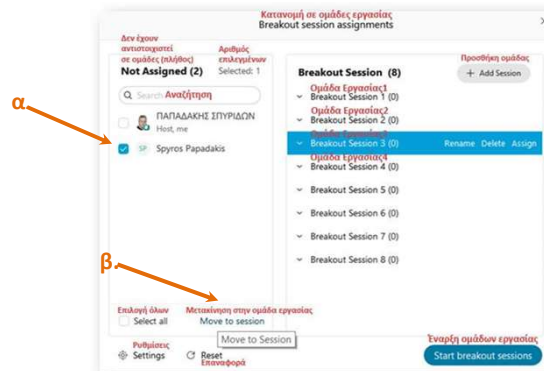 Κατανομή σε ομάδες εργασίας
Breakout session assignments
Δεν έχουν
αντιστοιχιστεί
σε ομάδες (πλήθος)
Αριθμός
επιλεγμένων
Not Assigned (2)
Selected: 1
Search Αναζήτηση
α.
ΠΑΠΑΔΑΚΗΣ ΣΠΥΡΙΔΩΝ
Host, me
SP Spyros Papadakis
β.
Επιλογή όλων
Μετακίνηση στην ομάδα εργασίας
Select all
Move to session
Move to Session
Ρυθμίσεις
Settings
Reset
Επαναφορά
Προσθήκη ομάδας
Breakout Session (8)
+ Add Session
Ομάδα Εργασίας1
Breakout Session 1 (0)
Ομάδα Εργασίας2
Breakout Session 2 (0)
Ομάδα Εργασίας3
Breakout Session 3 (0)
Rename Delete Assign
Ομάδα Εργασίας4
Breakout Session 4 (0)
Breakout Session 5 (0)
Breakout Session 6 (0)
Breakout Session 7 (0)
Breakout Session 8 (0)
Έναρξη ομάδων εργασίας
Start breakout sessions